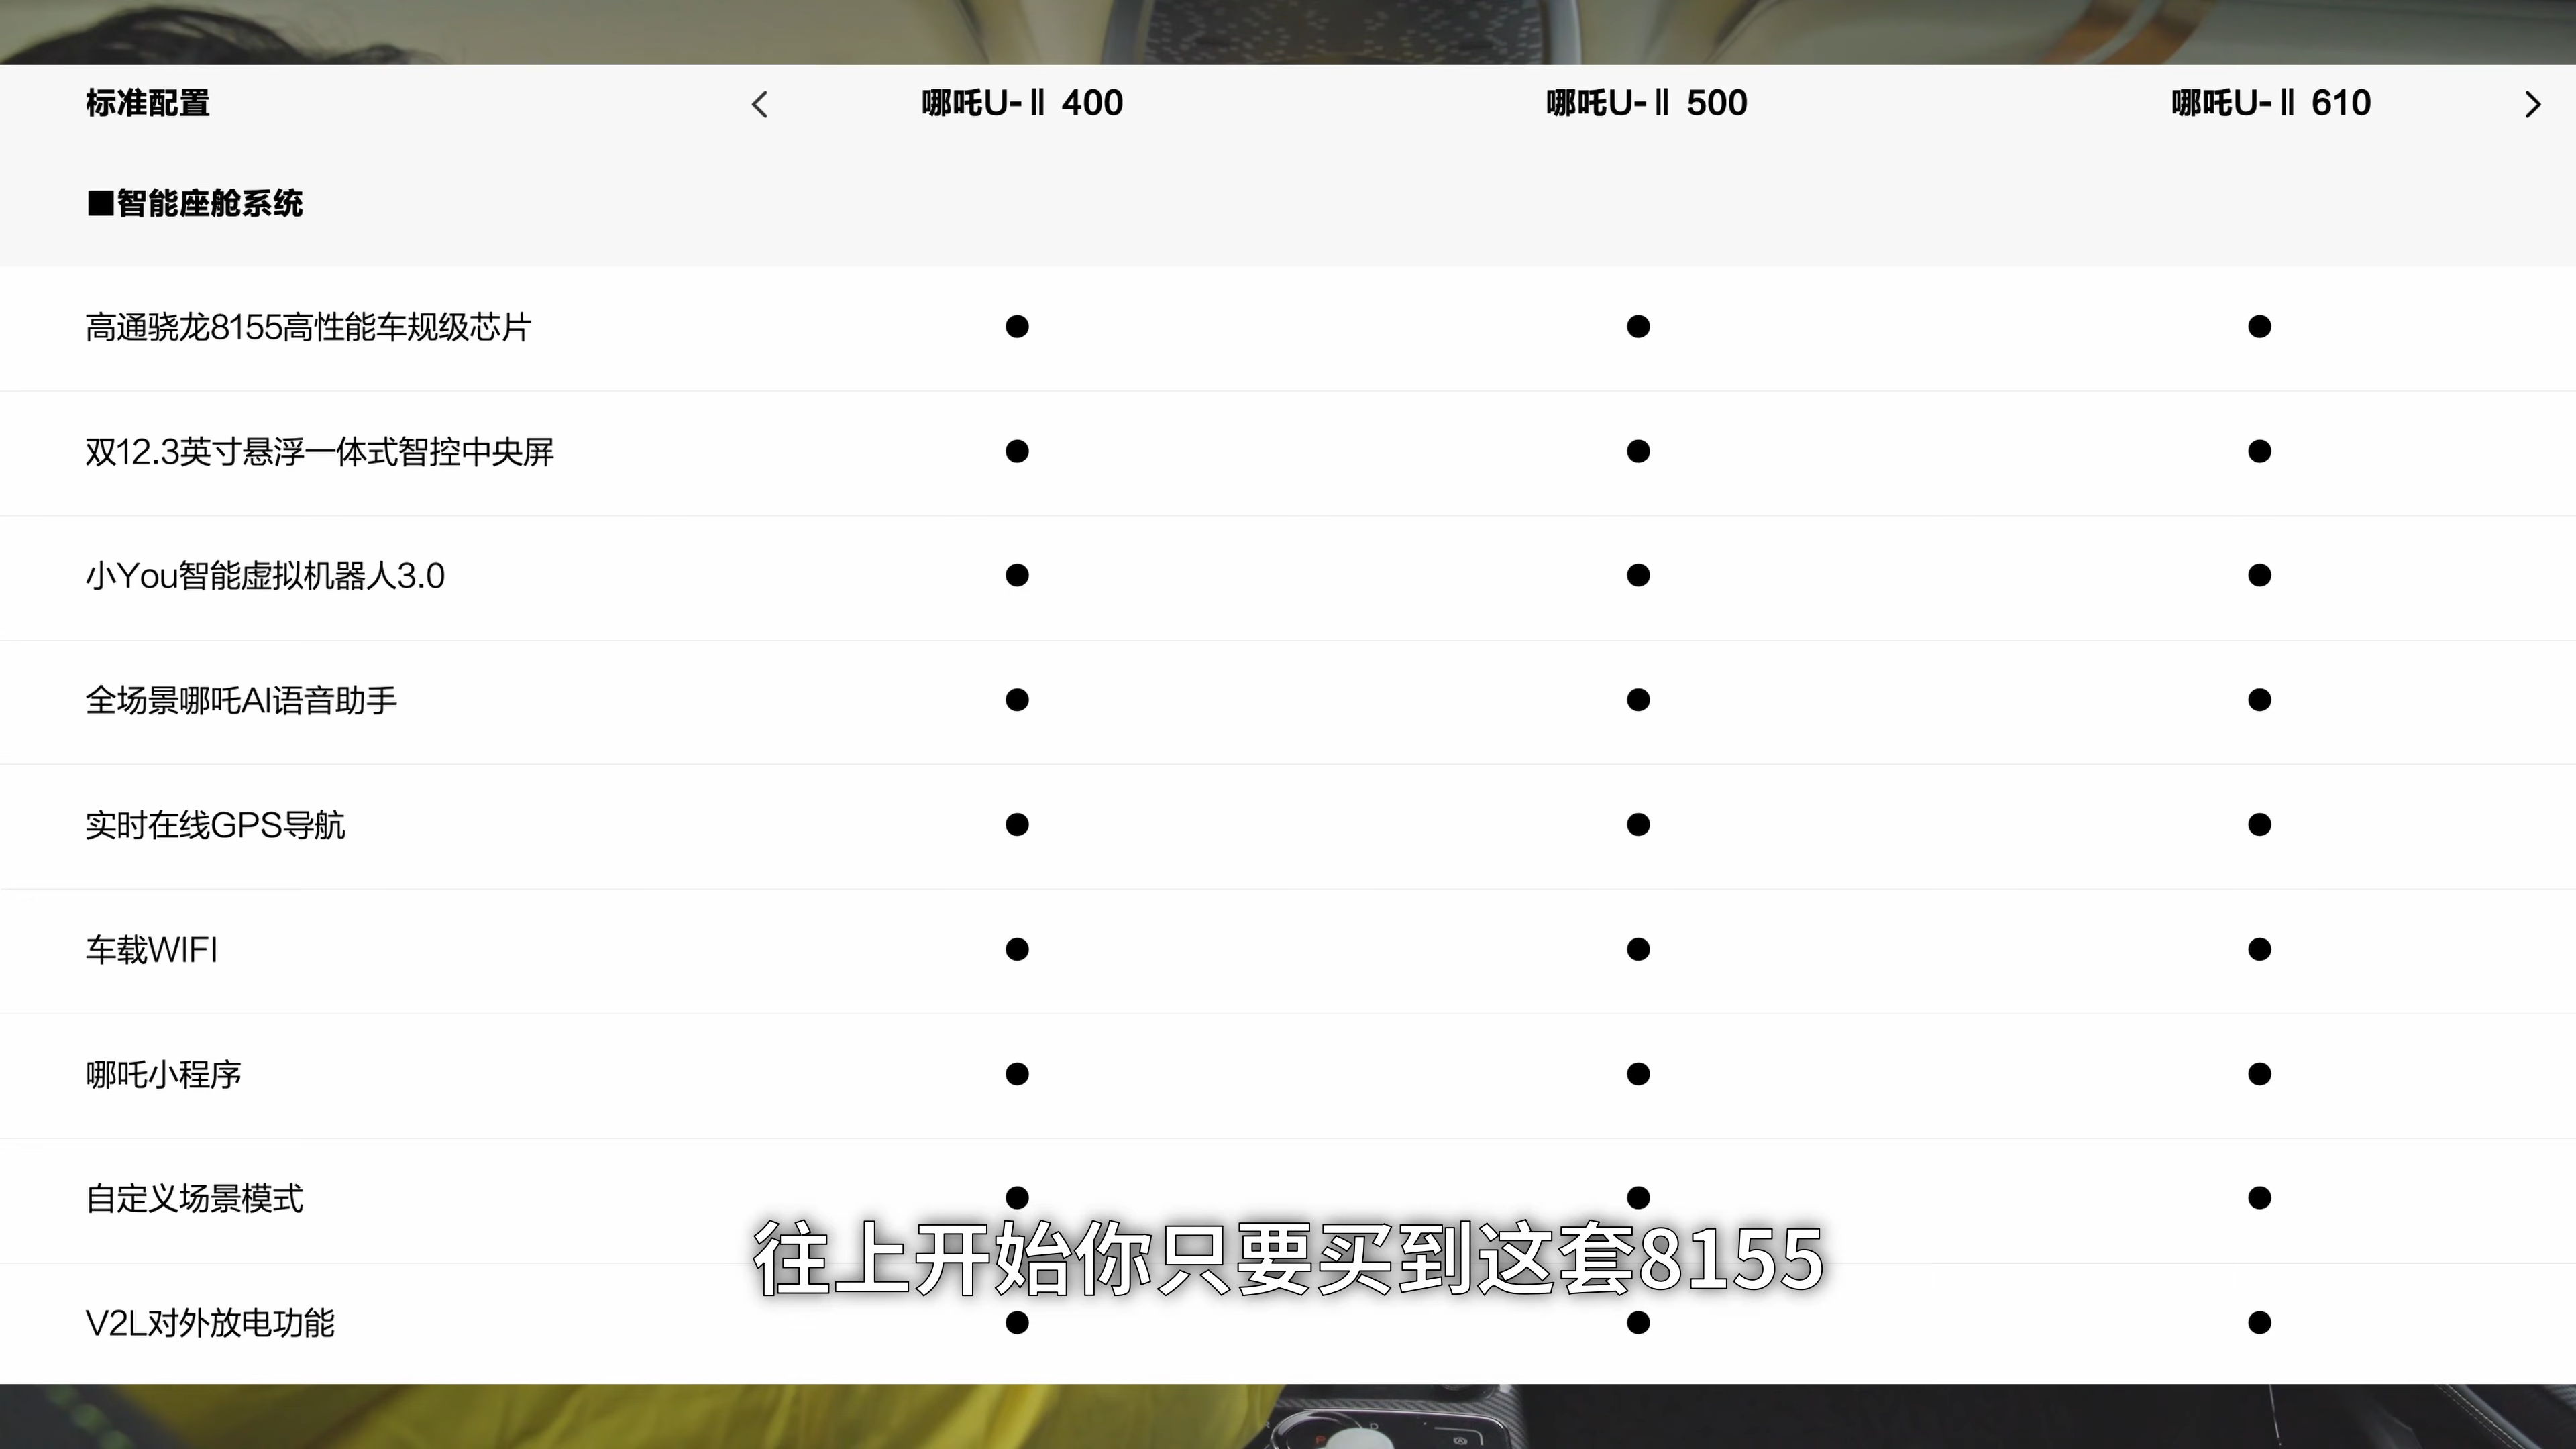 标准配置 哪吒U-Ⅱ 400 哪吒U-Ⅱ 500 哪吒U-Ⅱ 610
■智能座舱系统
高通骁龙8155高性能车规级芯片 ● ● ●
双12.3英寸悬浮一体式智控中央屏 ● ● ●
小You智能虚拟机器人3.0 ● ● ●
全场景哪吒AI语音助手 ● ● ●
实时在线GPS导航 ● ● ●
车载WIFI ● ● ●
哪吒小程序 ● ● ●
自定义场景模式 ● ● ●
往上开始你只要买到这套8155
V2L对外放电功能 ● ● ●